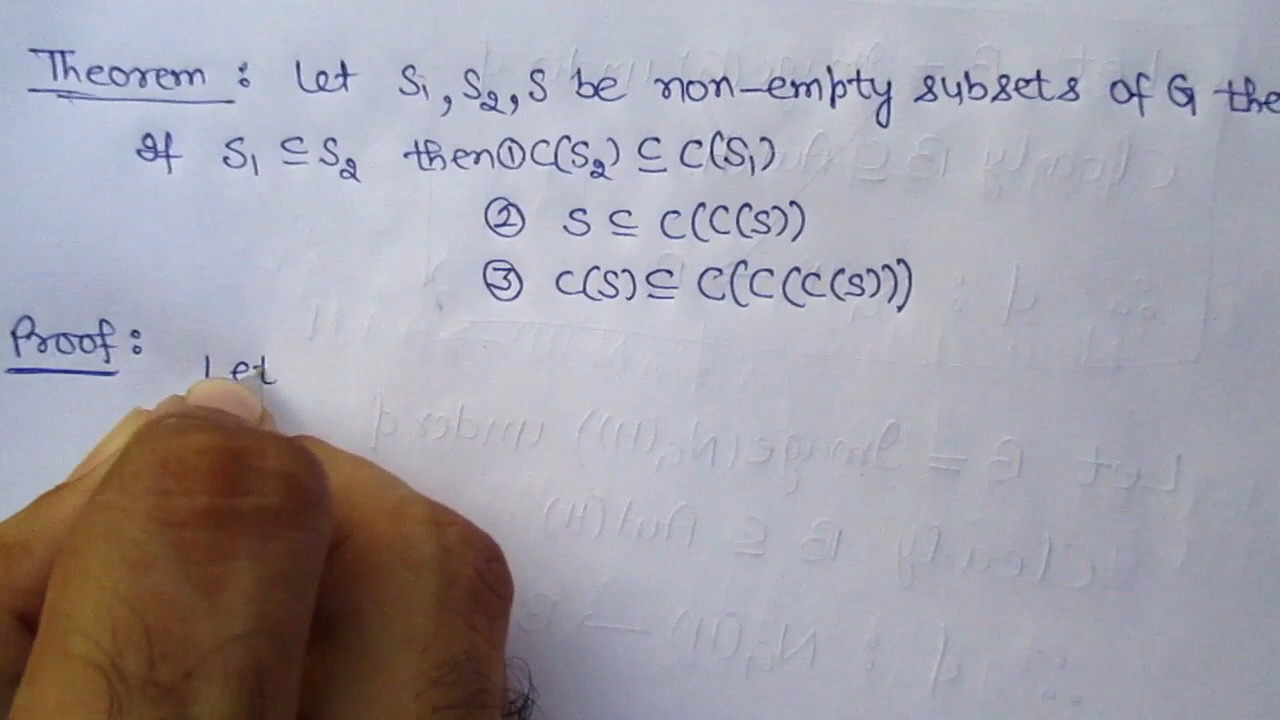 Theorem : Let S1, S2, S be non-empty subsets of G the
If S1 ⊆ S2 then ① C(S2) ⊆ C(S1)
② S ⊆ C(C(S))
③ C(S) ⊆ C(C(C(S)))
Proof :
Let